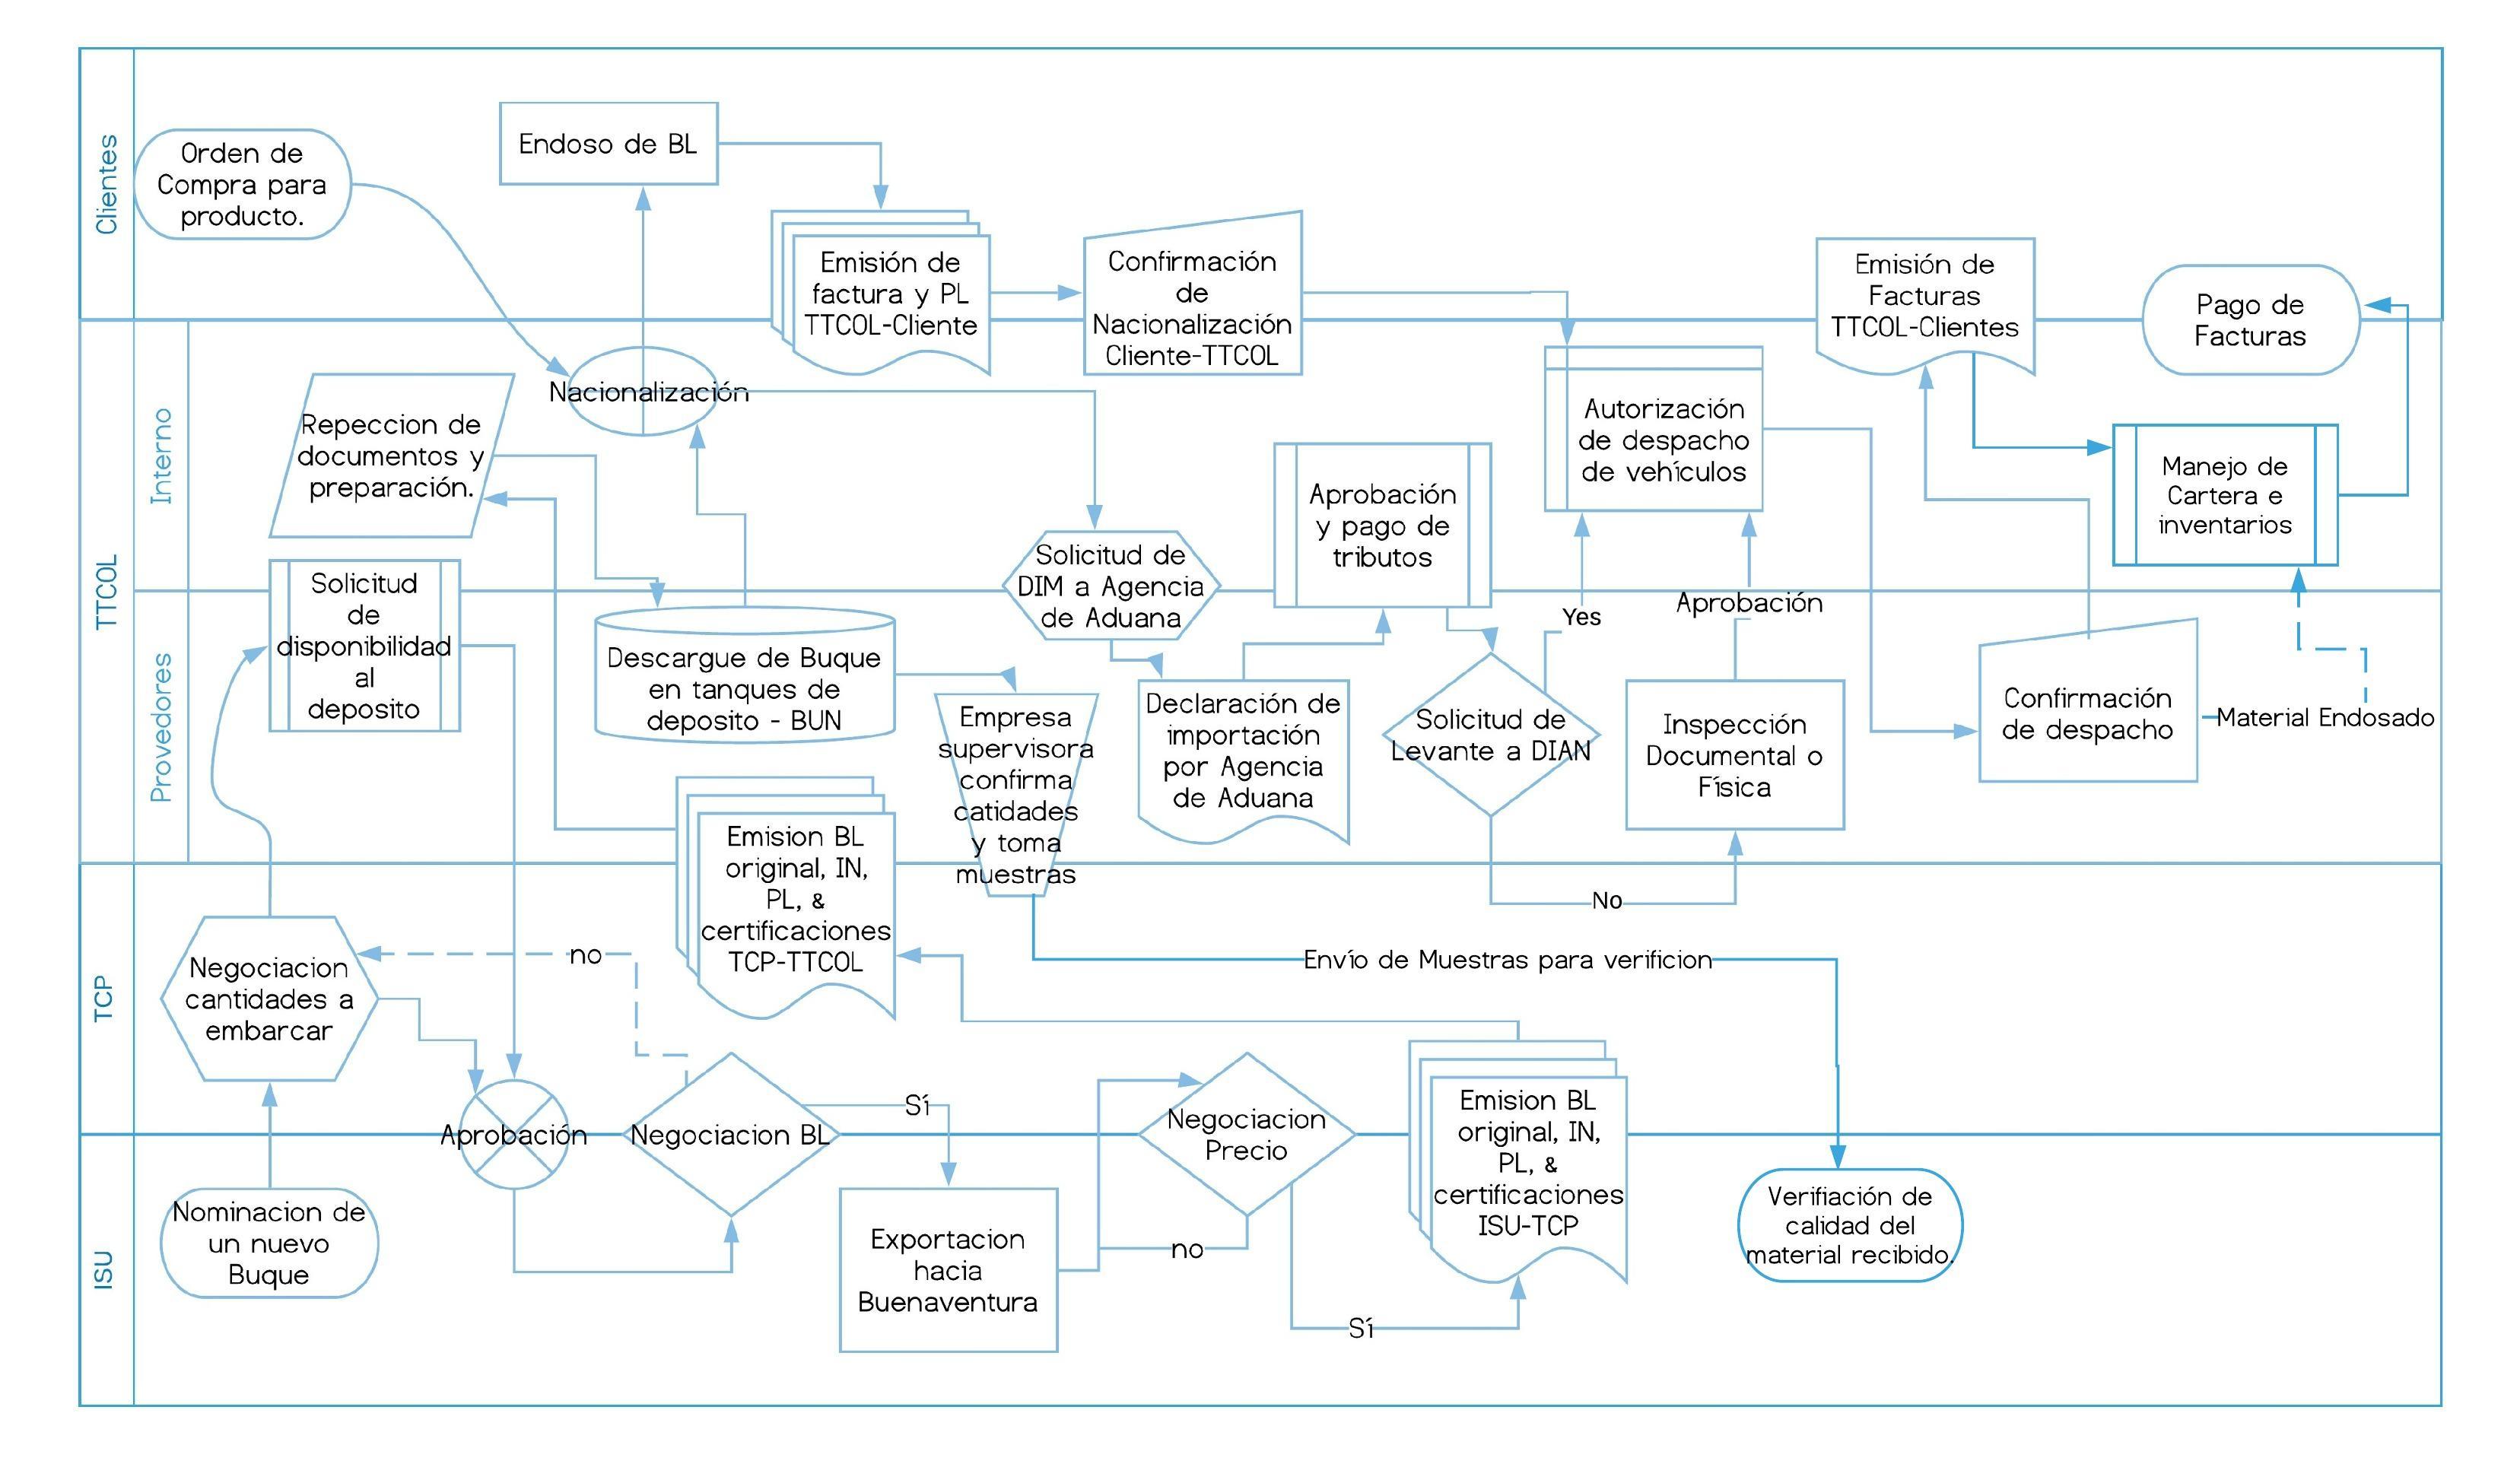 Clientes
Orden de
Compra para
producto.
Endoso de BL
Emisión de
factura y PL
TTCOL-Cliente
Confirmación
de
Nacionalización
Cliente-TTCOL
Emisión de
Facturas
TTCOL-Clientes
Pago de
Facturas
TTCOL
Interno
Nacionalización
Repeccion de
documentos y
preparación.
Autorización
de despacho
de vehículos
Manejo de
Cartera e
inventarios
Aprobación
y pago de
tributos
Solicitud de
DIM a Agencia
de Aduana
Solicitud
de
disponibilidad
al
deposito
Provedores
Descargue de Buque
en tanques de
deposito - BUN
Empresa
supervisora
confirma
catidades
y toma
muestras
Declaración de
importación
por Agencia
de Aduana
Solicitud de
Levante a DIAN
Yes
Aprobación
Inspección
Documental o
Física
No
Confirmación
de despacho
Material Endosado
TCP
Emision BL
original, IN,
PL, &
certificaciones
TCP-TTCOL
Negociacion
cantidades a
embarcar
no
Envío de Muestras para verificion
Aprobación
Negociacion BL
Sí
Negociacion
Precio
Emision BL
original, IN,
PL, &
certificaciones
ISU-TCP
ISU
Nominacion de
un nuevo
Buque
Exportacion
hacia
Buenaventura
no
Sí
Verifiación de
calidad del
material recibido.